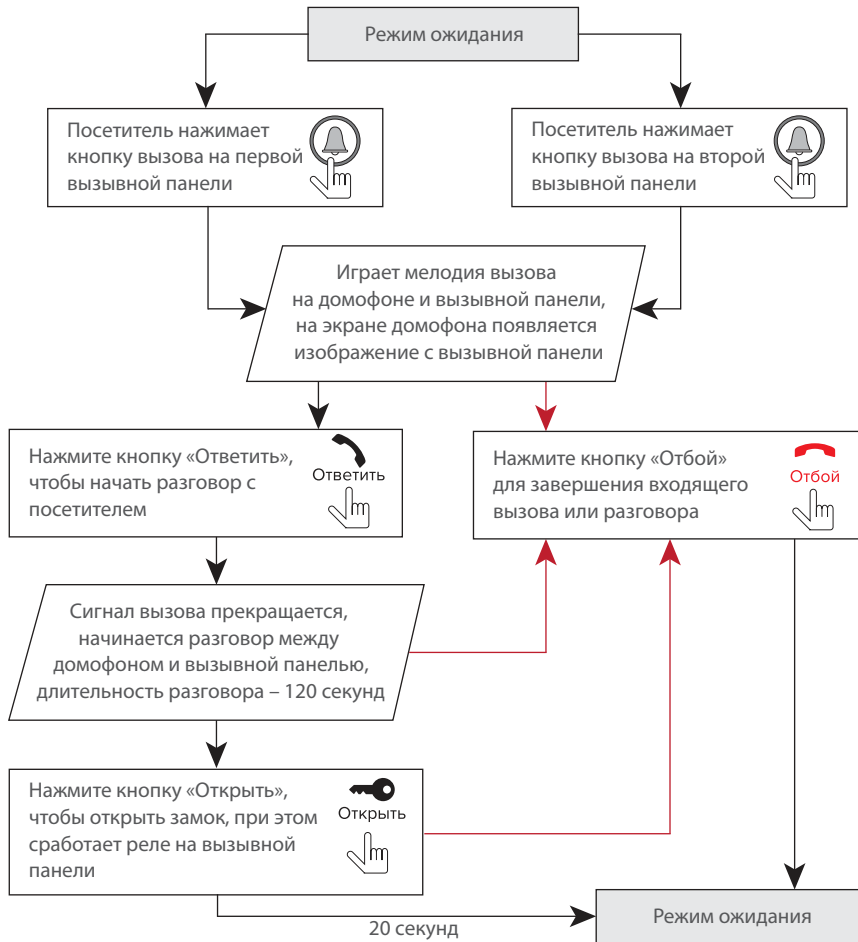 Режим ожидания
Посетитель нажимает
кнопку вызова на первой
вызывной панели
Посетитель нажимает
кнопку вызова на второй
вызывной панели
Играет мелодия вызова
на домофоне и вызывной панели,
на экране домофона появляется
изображение с вызывной панели
Нажмите кнопку «Ответить»,
чтобы начать разговор с
посетителем
Ответить
Нажмите кнопку «Отбой»
для завершения входящего
вызова или разговора
Отбой
Сигнал вызова прекращается,
начинается разговор между
домофоном и вызывной панелью,
длительность разговора – 120 секунд
Нажмите кнопку «Открыть»,
чтобы открыть замок, при этом
сработает реле на вызывной
панели
Открыть
20 секунд
Режим ожидания